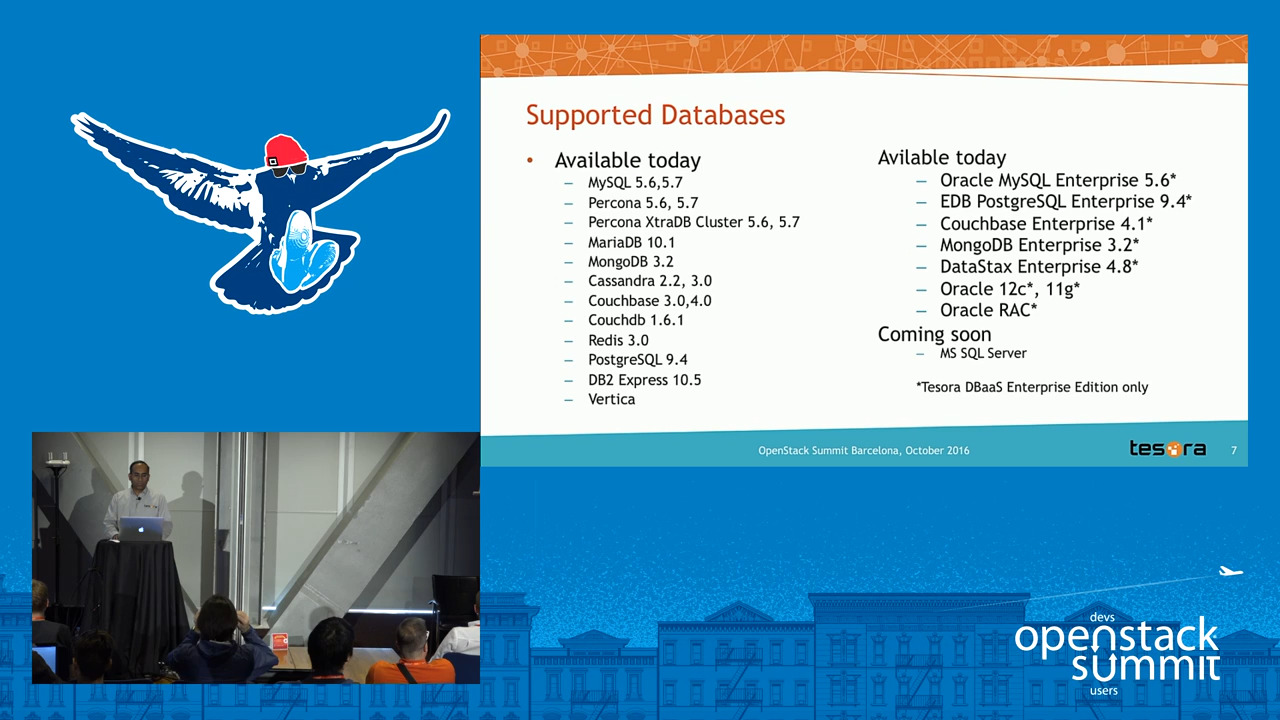 Supported Databases
• Available today
– MySQL 5.6,5.7
– Percona 5.6, 5.7
– Percona XtraDB Cluster 5.6, 5.7
– MariaDB 10.1
– MongoDB 3.2
– Cassandra 2.2, 3.0
– Couchbase 3.0,4.0
– Couchdb 1.6.1
– Redis 3.0
– PostgreSQL 9.4
– DB2 Express 10.5
– Vertica
Avilable today
– Oracle MySQL Enterprise 5.6*
– EDB PostgreSQL Enterprise 9.4*
– Couchbase Enterprise 4.1*
– MongoDB Enterprise 3.2*
– DataStax Enterprise 4.8*
– Oracle 12c*, 11g*
– Oracle RAC*
Coming soon
– MS SQL Server
*Tesora DBaaS Enterprise Edition only
OpenStack Summit Barcelona, October 2016
tesora
7
devs
openstack
summit
users